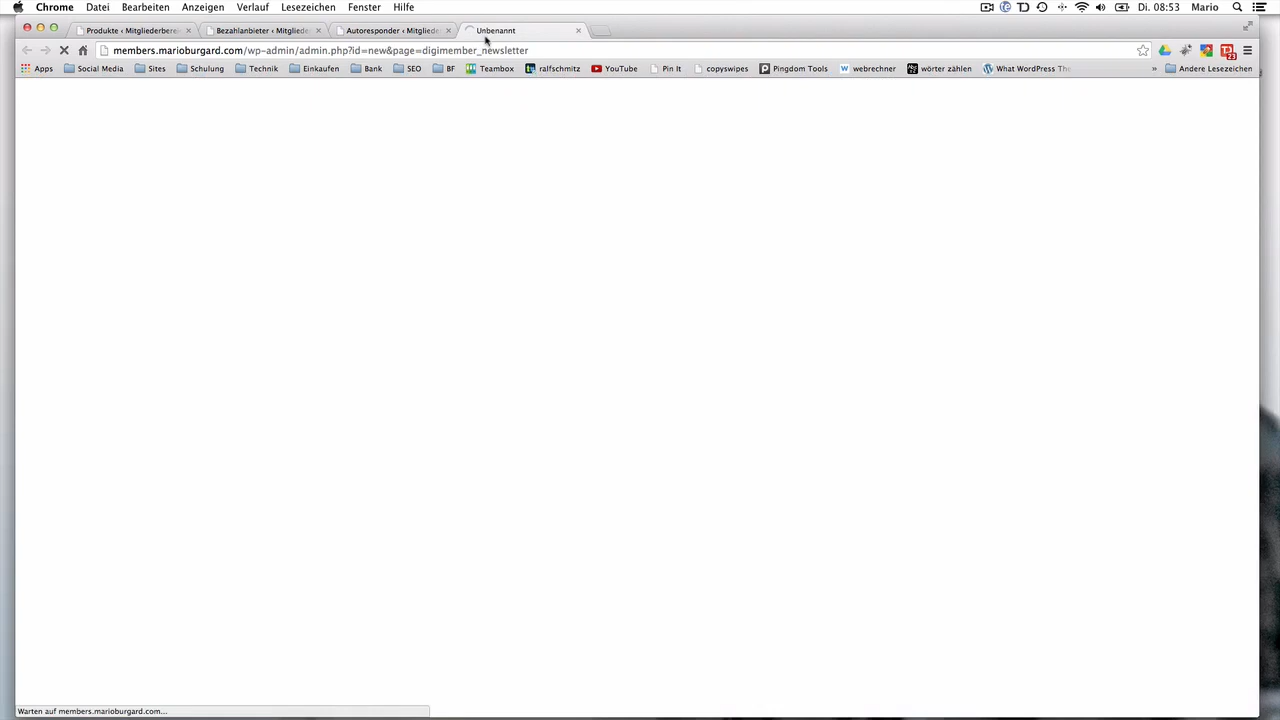 Chrome Datei Bearbeiten Anzeigen Verlauf Lesezeichen Fenster Hilfe Di. 08:53 Mario
Produkte ‹ Mitgliederbere Bezahlanbieter ‹ Mitgliede Autoresponder ‹ Mitgliede Unbenannt
members.marioburgard.com/wp-admin/admin.php?id=new&page=digimember_newsletter
Apps Social Media Sites Schulung Technik Einkaufen Bank SEO BF Teambox ralfschmitz YouTube Pin It copyswipes Pingdom Tools webrechner wörter zählen What WordPress The » Andere Lesezeichen
Warten auf members.marioburgard.com...